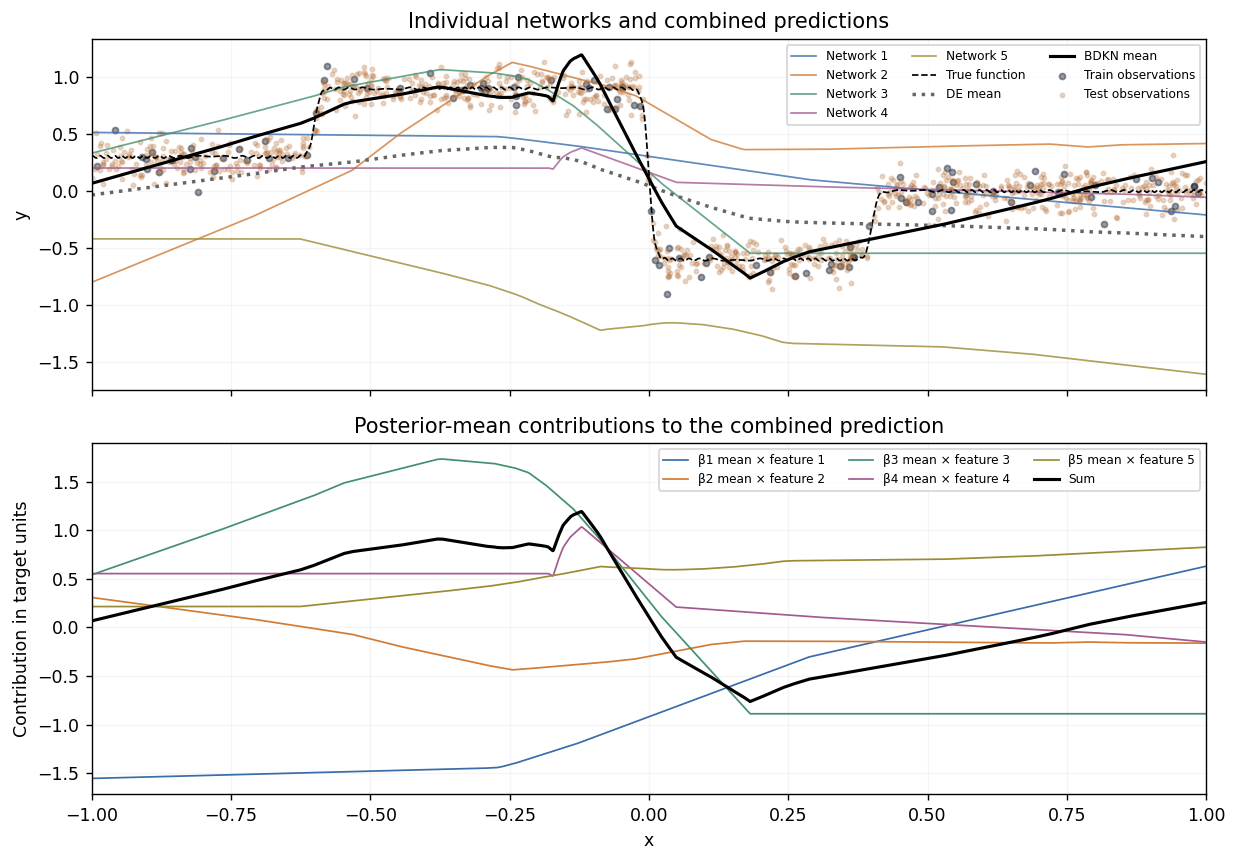 Individual networks and combined predictions
Network 1
Network 2
Network 3
Network 4
Network 5
True function
DE mean
BDKN mean
Train observations
Test observations
1.0
0.5
0.0
−0.5
−1.0
−1.5
y
Posterior-mean contributions to the combined prediction
β1 mean × feature 1
β2 mean × feature 2
β3 mean × feature 3
β4 mean × feature 4
β5 mean × feature 5
Sum
1.5
1.0
0.5
0.0
−0.5
−1.0
−1.5
Contribution in target units
−1.00 −0.75 −0.50 −0.25 0.00 0.25 0.50 0.75 1.00
x